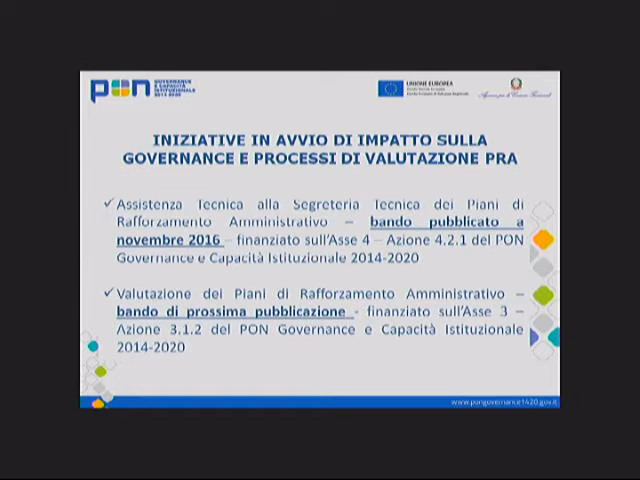 PON GOVERNANCE
E CAPACITÀ
ISTITUZIONALE
2014-2020
UNIONE EUROPEA
INIZIATIVE IN AVVIO DI IMPATTO SULLA
GOVERNANCE E PROCESSI DI VALUTAZIONE PRA
✓Assistenza Tecnica alla Segreteria Tecnica dei Piani di
Rafforzamento Amministrativo – bando pubblicato a
novembre 2016 – finanziato sull'Asse 4 – Azione 4.2.1 del PON
Governance e Capacità Istituzionale 2014-2020
✓Valutazione dei Piani di Rafforzamento Amministrativo –
bando di prossima pubblicazione - finanziato sull'Asse 3 –
Azione 3.1.2 del PON Governance e Capacità Istituzionale
2014-2020
www.pongovernance1420.gov.it